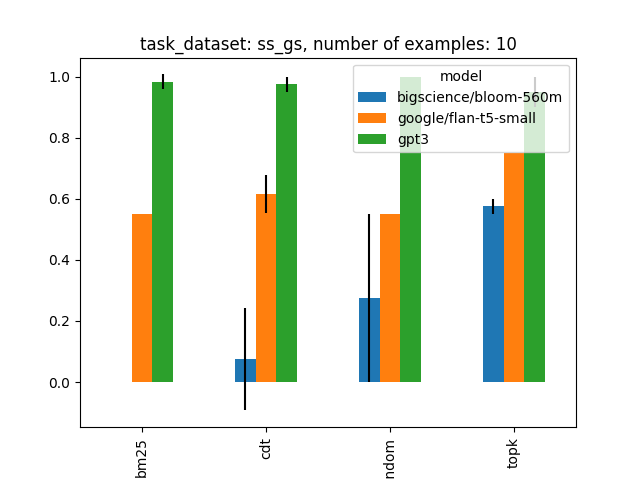 task_dataset: ss_gs, number of examples: 10
model
bigscience/bloom-560m
google/flan-t5-small
gpt3
1.0
0.8
0.6
0.4
0.2
0.0
bm25
cdt
ndom
topk